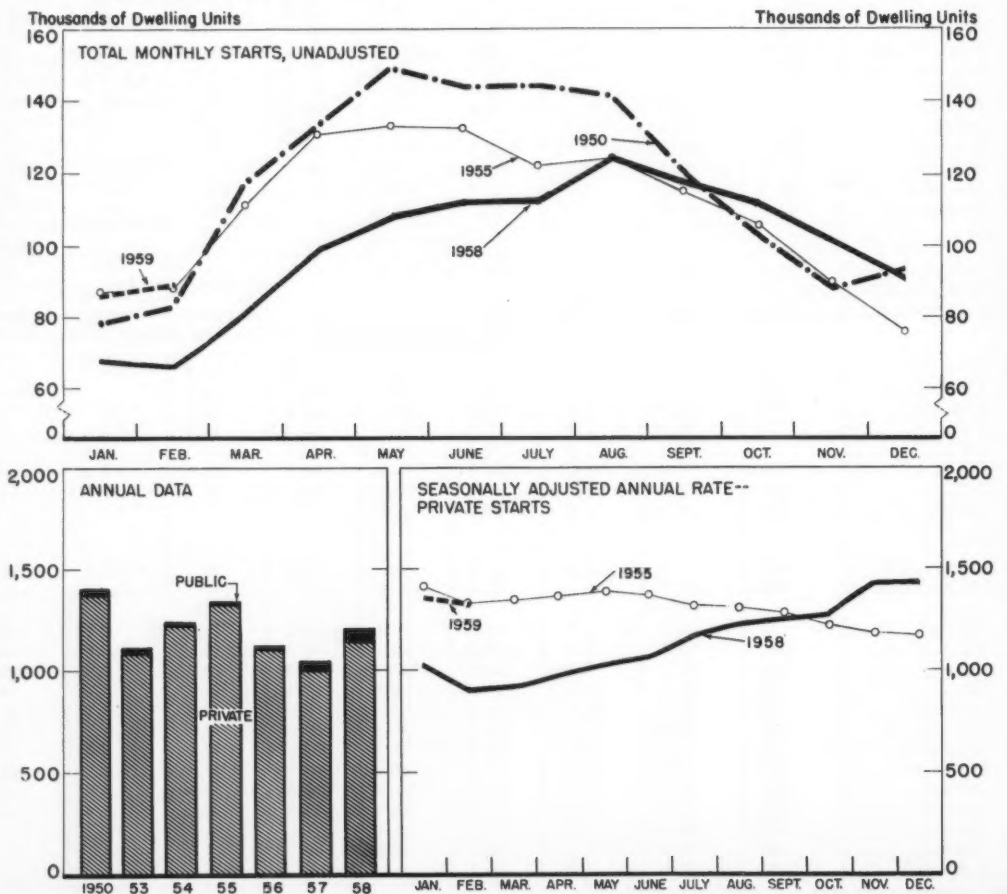 Thousands of Dwelling Units Thousands of Dwelling Units
160 160
TOTAL MONTHLY STARTS, UNADJUSTED
140 140
1950
1955
120 120
1958
1959
100 100
80 80
60 60
0 0
JAN. FEB. MAR. APR. MAY JUNE JULY AUG. SEPT. OCT. NOV. DEC.
2,000 2,000
ANNUAL DATA
SEASONALLY ADJUSTED ANNUAL RATE--
PRIVATE STARTS
PUBLIC
1,500 1,500
1955
1959
1958
1,000 1,000
PRIVATE
500 500
0 0
1950 53 54 55 56 57 58
JAN. FEB. MAR. APR. MAY JUNE JULY AUG. SEPT. OCT. NOV. DEC.